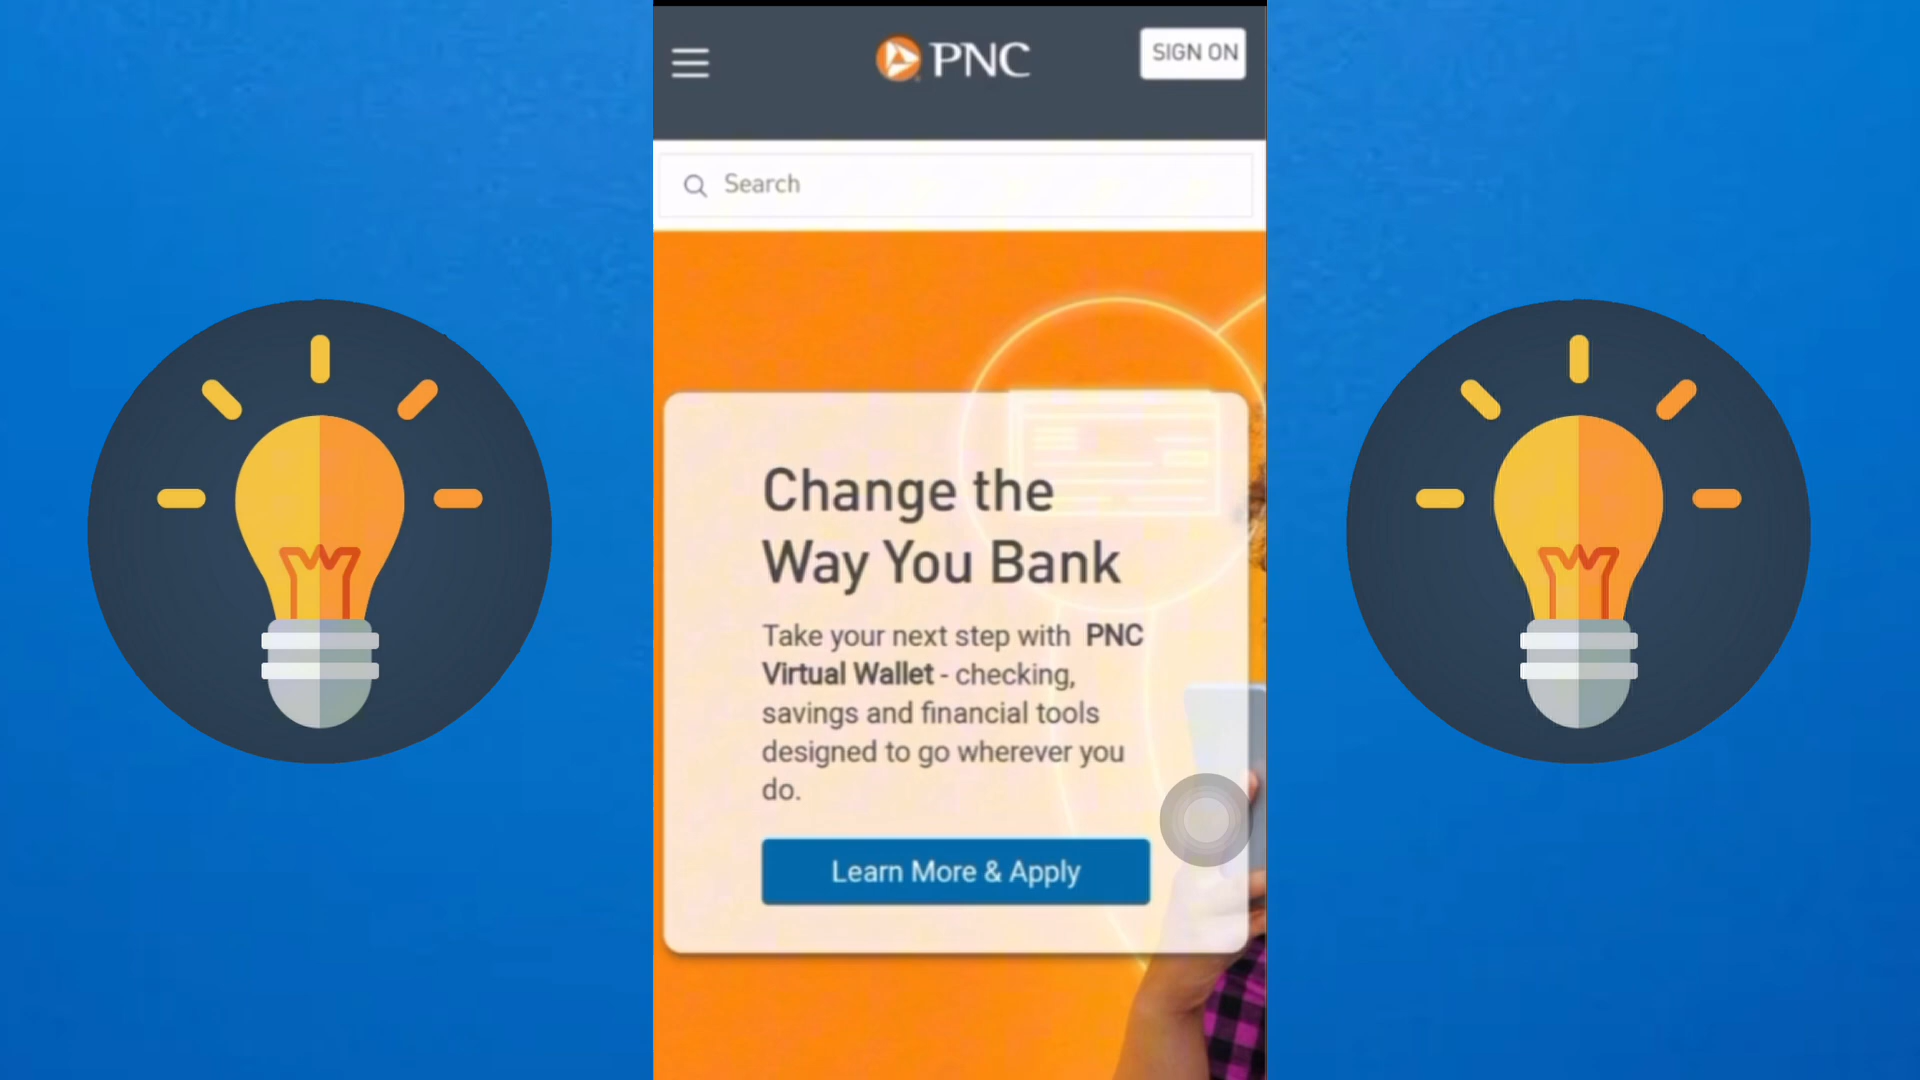 PNC
SIGN ON
Search
Change the
Way You Bank
Take your next step with PNC
Virtual Wallet - checking,
savings and financial tools
designed to go wherever you
do.
Learn More & Apply